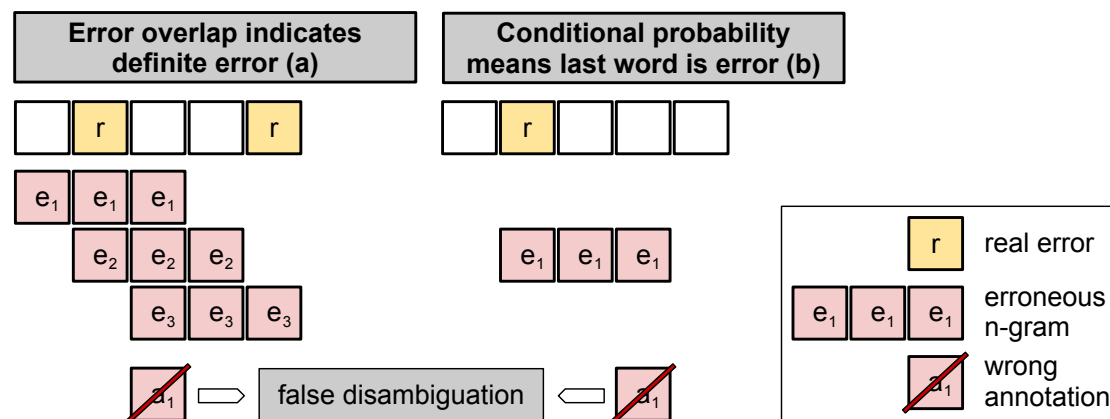 Error overlap indicates
definite error (a)
Conditional probability
means last word is error (b)
r r
r
e₁ e₁ e₁
e₂ e₂ e₂
e₃ e₃ e₃
e₁ e₁ e₁
a₁
false disambiguation
a₁
r
real error
e₁ e₁ e₁
erroneous
n-gram
a₁
wrong
annotation